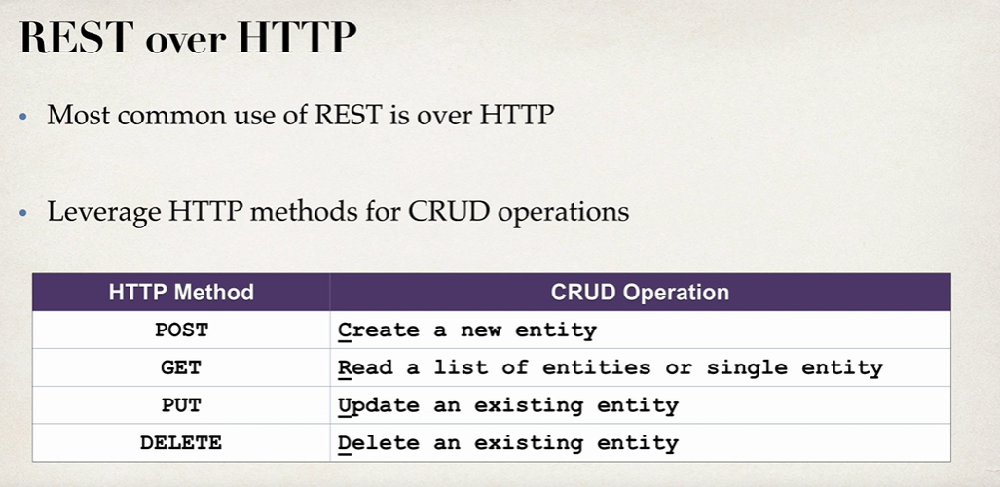 REST over HTTP
• Most common use of REST is over HTTP
• Leverage HTTP methods for CRUD operations
HTTP Method CRUD Operation
POST Create a new entity
GET Read a list of entities or single entity
PUT Update an existing entity
DELETE Delete an existing entity